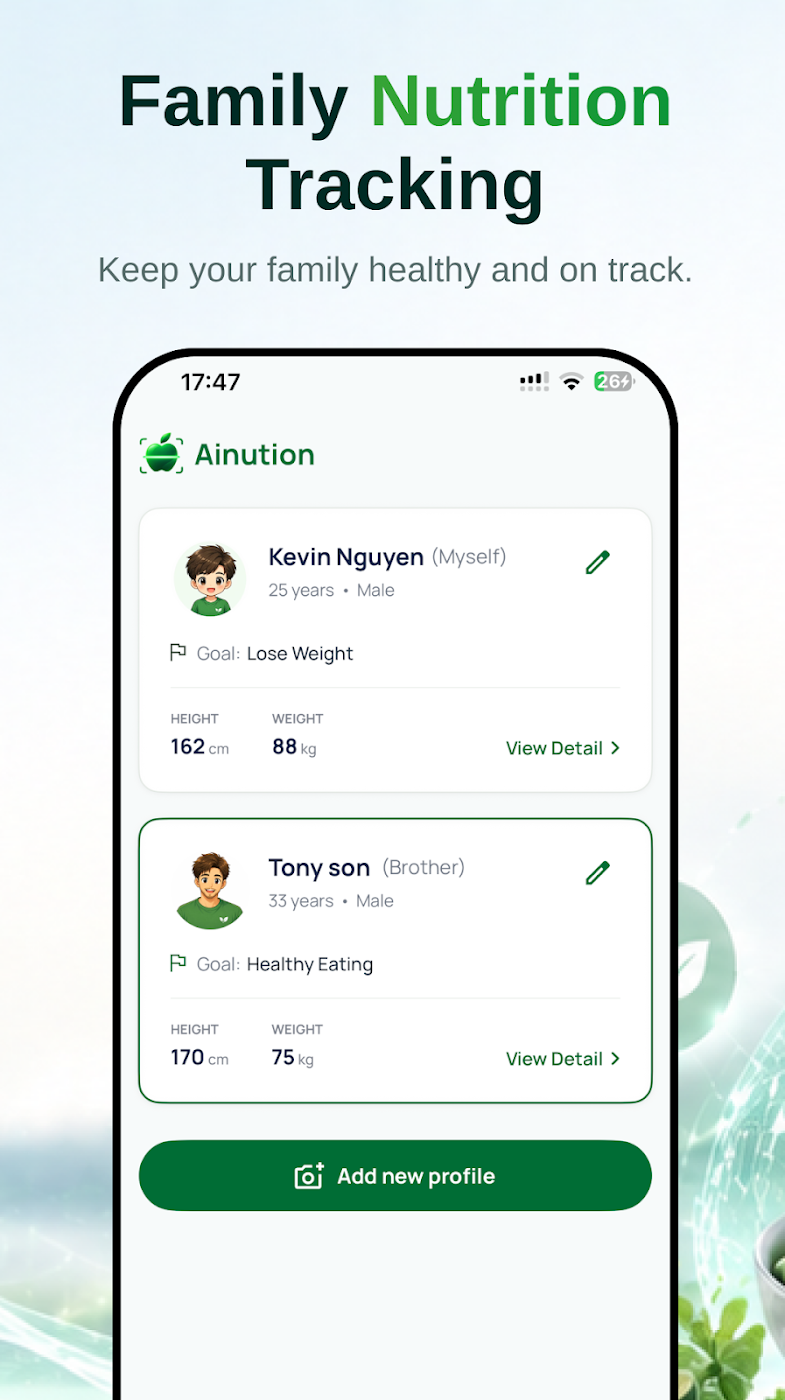 Family Nutrition
Tracking
Keep your family healthy and on track.
17:47
26
Ainution
Kevin Nguyen (Myself)
25 years • Male
Goal: Lose Weight
HEIGHT WEIGHT
162 cm 88 kg View Detail >
Tony son (Brother)
33 years • Male
Goal: Healthy Eating
HEIGHT WEIGHT
170 cm 75 kg View Detail >
Add new profile